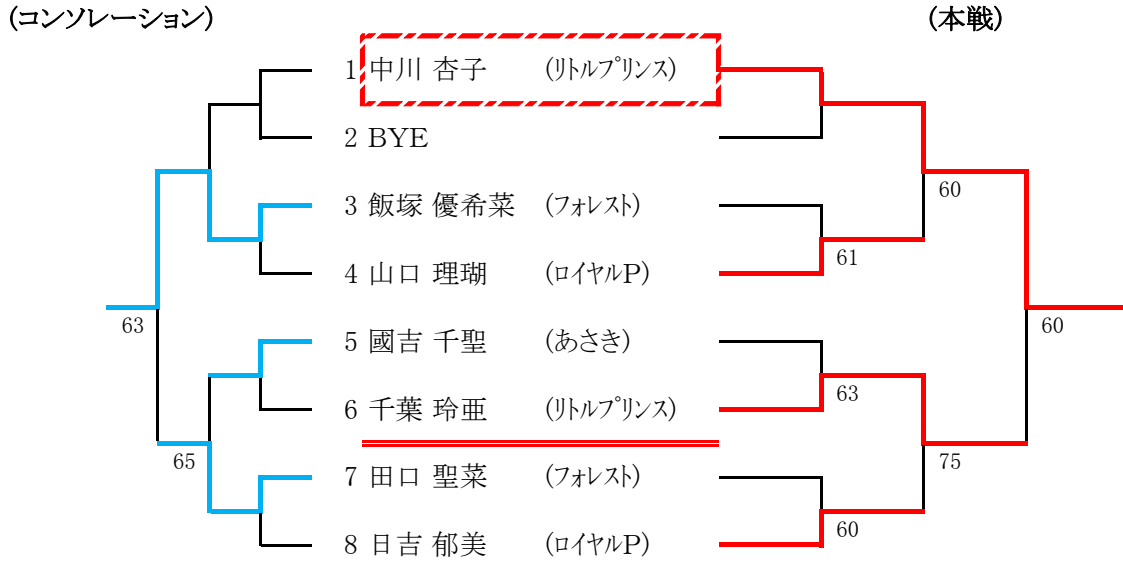 (コンソレーション) (本戦)
1 中川 杏子 (リトルプリンス)
2 BYE
60
3 飯塚 優希菜 (フォレスト)
61
4 山口 理瑚 (ロイヤルP)
63 60
5 國吉 千聖 (あさき)
63
6 千葉 玲亜 (リトルプリンス)
65 75
7 田口 聖菜 (フォレスト)
60
8 日吉 郁美 (ロイヤルP)